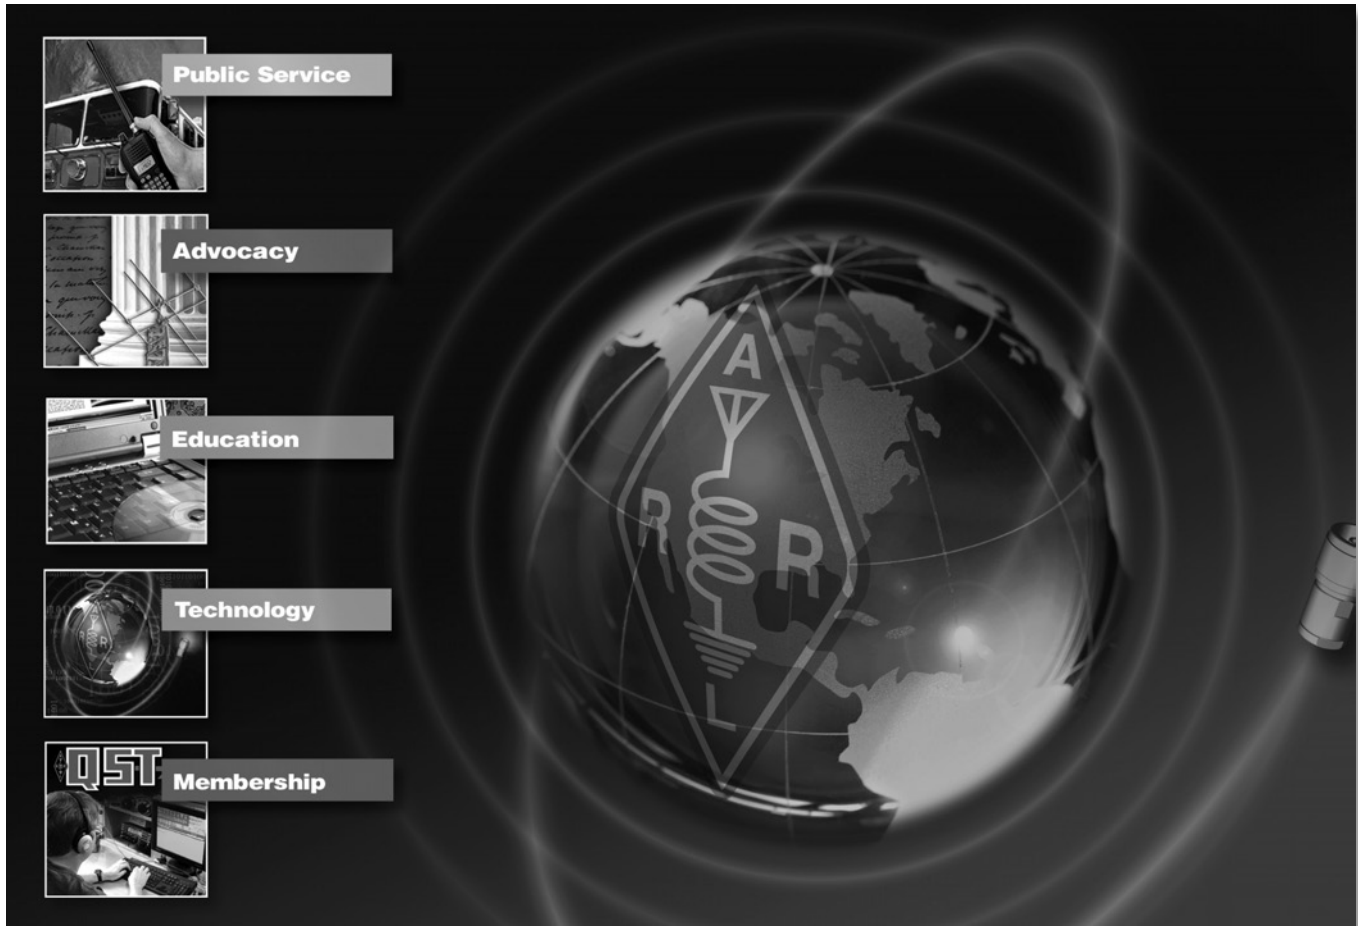 Public Service
Advocacy
Education
Technology
QST
Membership
A
R
R
L